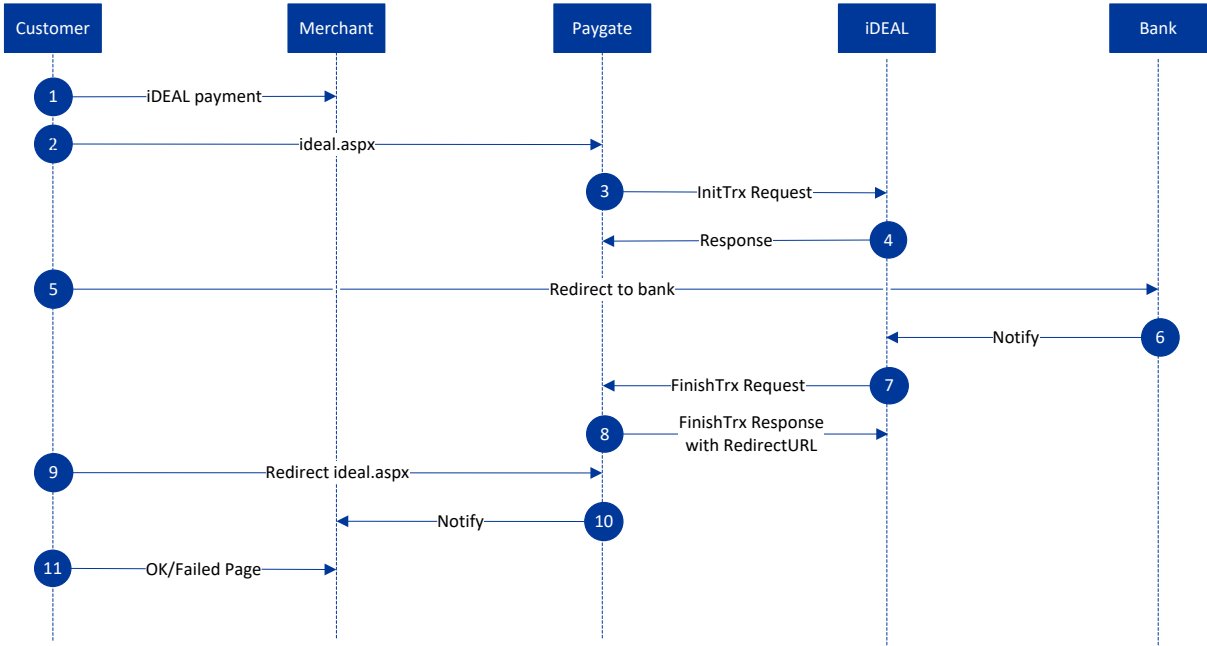 Customer
Merchant
Paygate
iDEAL
Bank
1
iDEAL payment
2
ideal.aspx
3
InitTrx Request
Response
4
5
Redirect to bank
Notify
6
FinishTrx Request
7
8
FinishTrx Response
with RedirectURL
9
Redirect ideal.aspx
Notify
10
11
OK/Failed Page